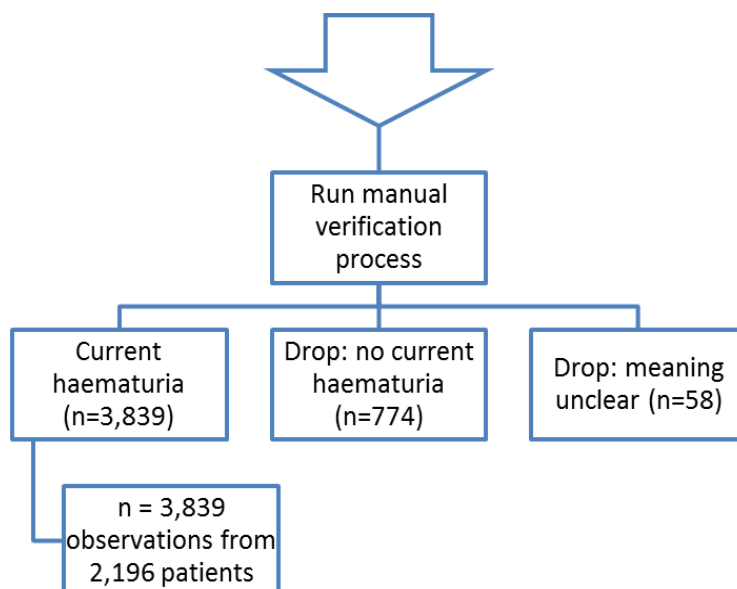 Run manual
verification
process
Current
haematuria
(n=3,839)
Drop: no current
haematuria
(n=774)
Drop: meaning
unclear (n=58)
n = 3,839
observations from
2,196 patients